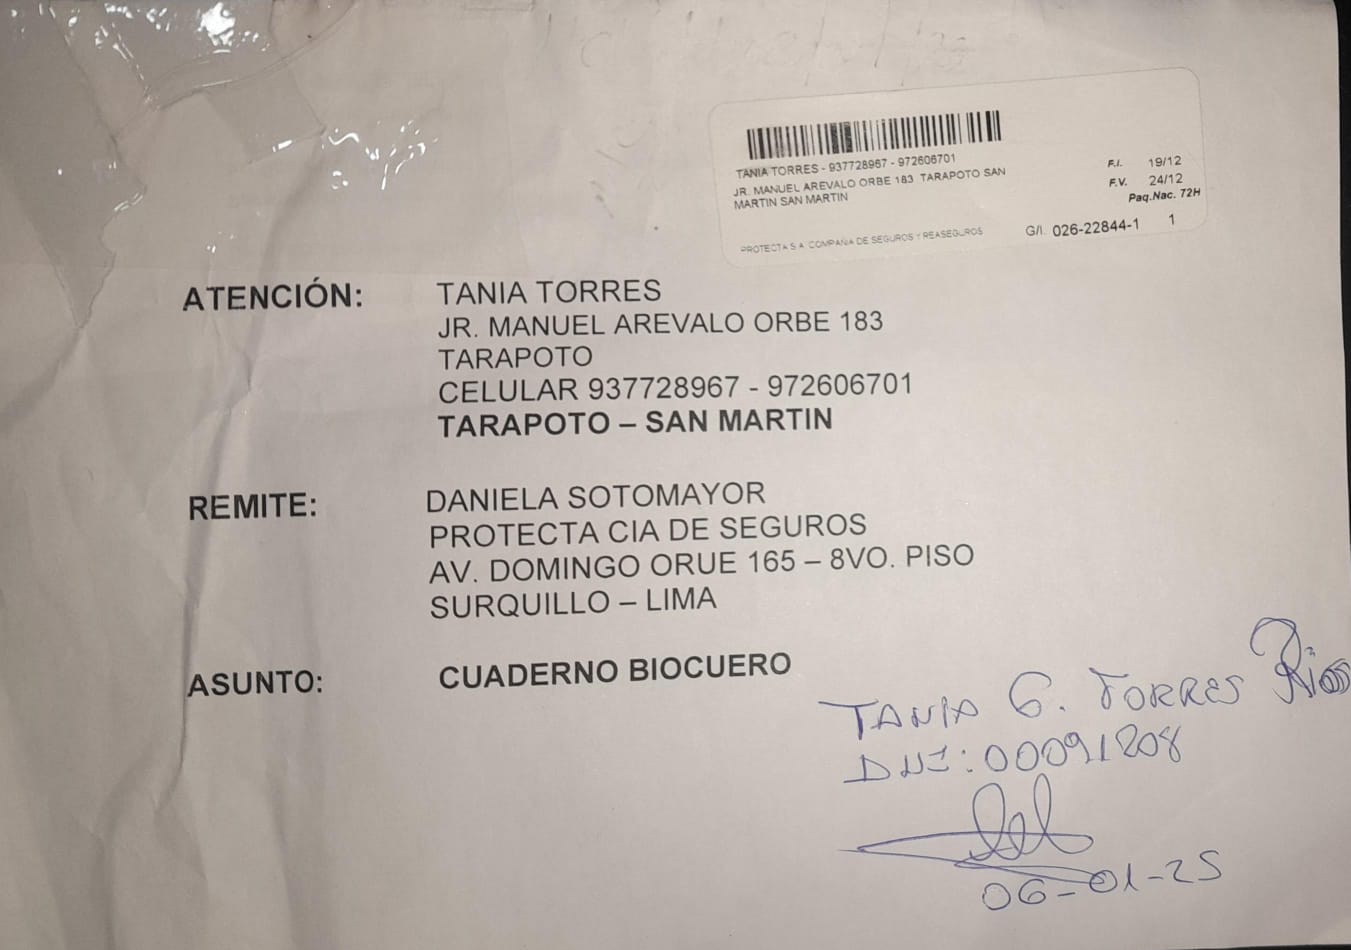 TANIA TORRES - 937728967 - 972606701
JR. MANUEL AREVALO ORBE 183 TARAPOTO SAN
MARTIN SAN MARTIN
F.I. 19/12
F.V. 24/12
Paq.Nac. 72H
PROTECTA S.A. COMPAÑIA DE SEGUROS Y REASEGUROS
G/I. 026-22844-1 1
ATENCIÓN: TANIA TORRES
JR. MANUEL AREVALO ORBE 183
TARAPOTO
CELULAR 937728967 - 972606701
TARAPOTO – SAN MARTIN
REMITE: DANIELA SOTOMAYOR
PROTECTA CIA DE SEGUROS
AV. DOMINGO ORUE 165 – 8VO. PISO
SURQUILLO – LIMA
ASUNTO: CUADERNO BIOCUERO
TANIA G. TORRES Rios
DNI: 00091208
06-01-25